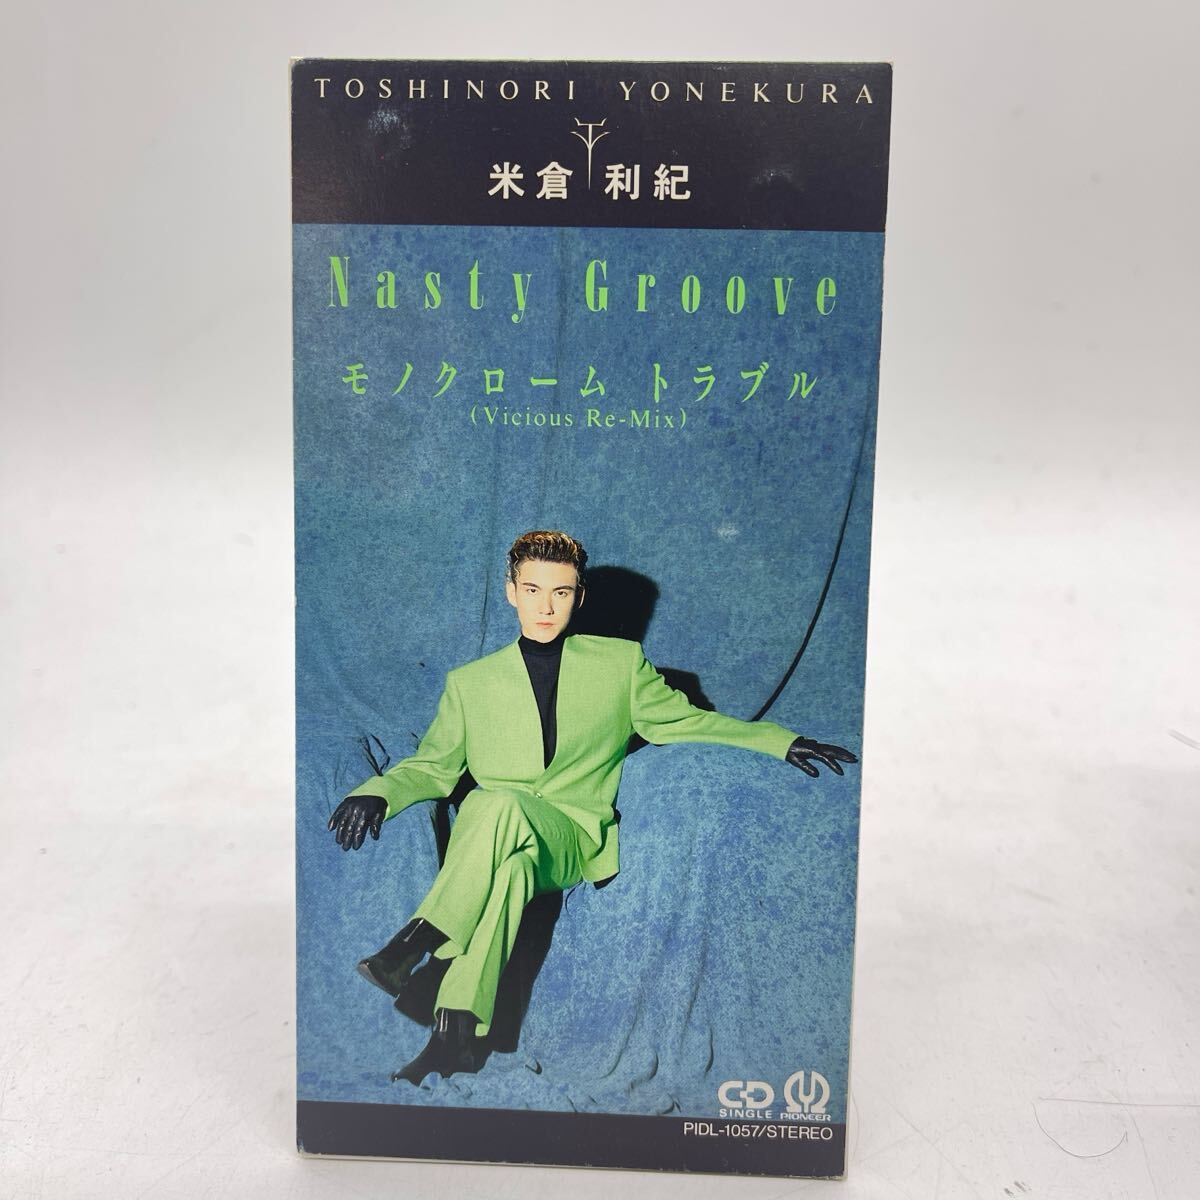 TOSHINORI YONEKURA
米倉 利紀
Nasty Groove
モノクローム トラブル
(Vicious Re-Mix)
CD
SINGLE
PIONEER
PIDL-1057/STEREO